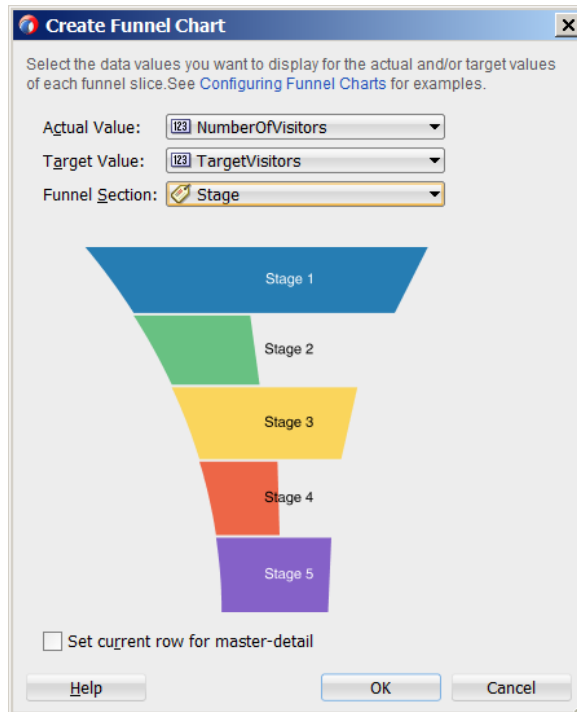 Create Funnel Chart
Select the data values you want to display for the actual and/or target values
of each funnel slice.See Configuring Funnel Charts for examples.
Actual Value: 123 NumberOfVisitors
Target Value: 123 TargetVisitors
Funnel Section: Stage
Stage 1
Stage 2
Stage 3
Stage 4
Stage 5
Set current row for master-detail
Help OK Cancel